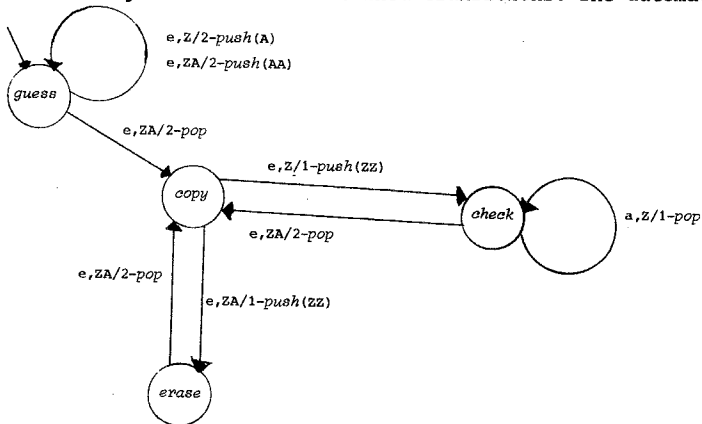 e,Z/2-push(A)
e,ZA/2-push(AA)
guess
e,ZA/2-pop
copy
e,Z/1-push(ZZ)
check
a,Z/1-pop
e,ZA/2-pop
e,ZA/2-pop
e,ZA/1-push(ZZ)
erase